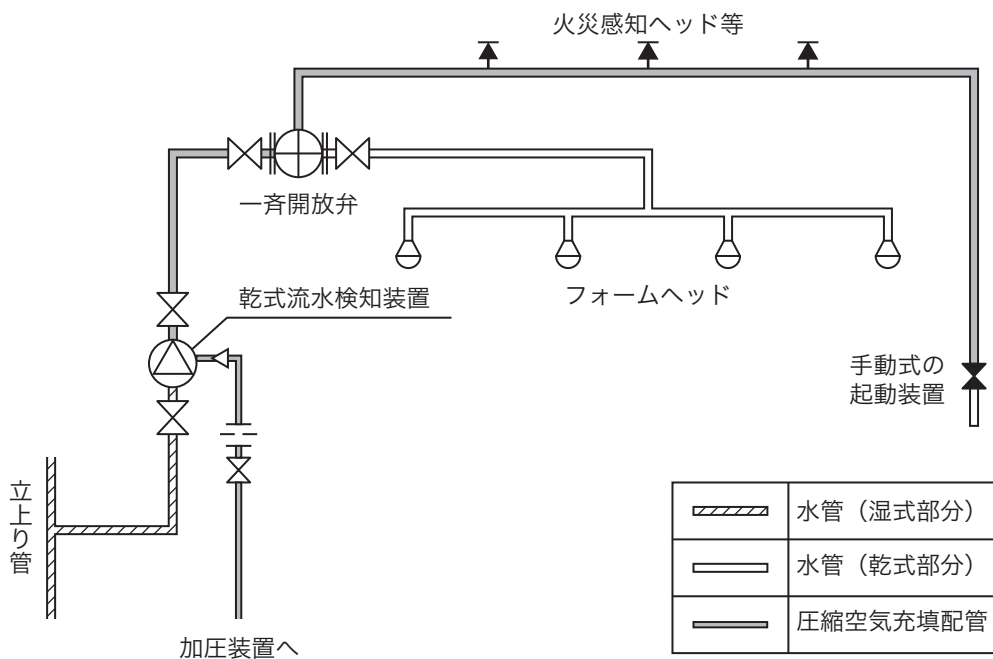 火災感知ヘッド等
一斉開放弁
乾式流水検知装置
フォームヘッド
手動式の
起動装置
立上り管
加圧装置へ
水管（湿式部分）
水管（乾式部分）
圧縮空気充填配管